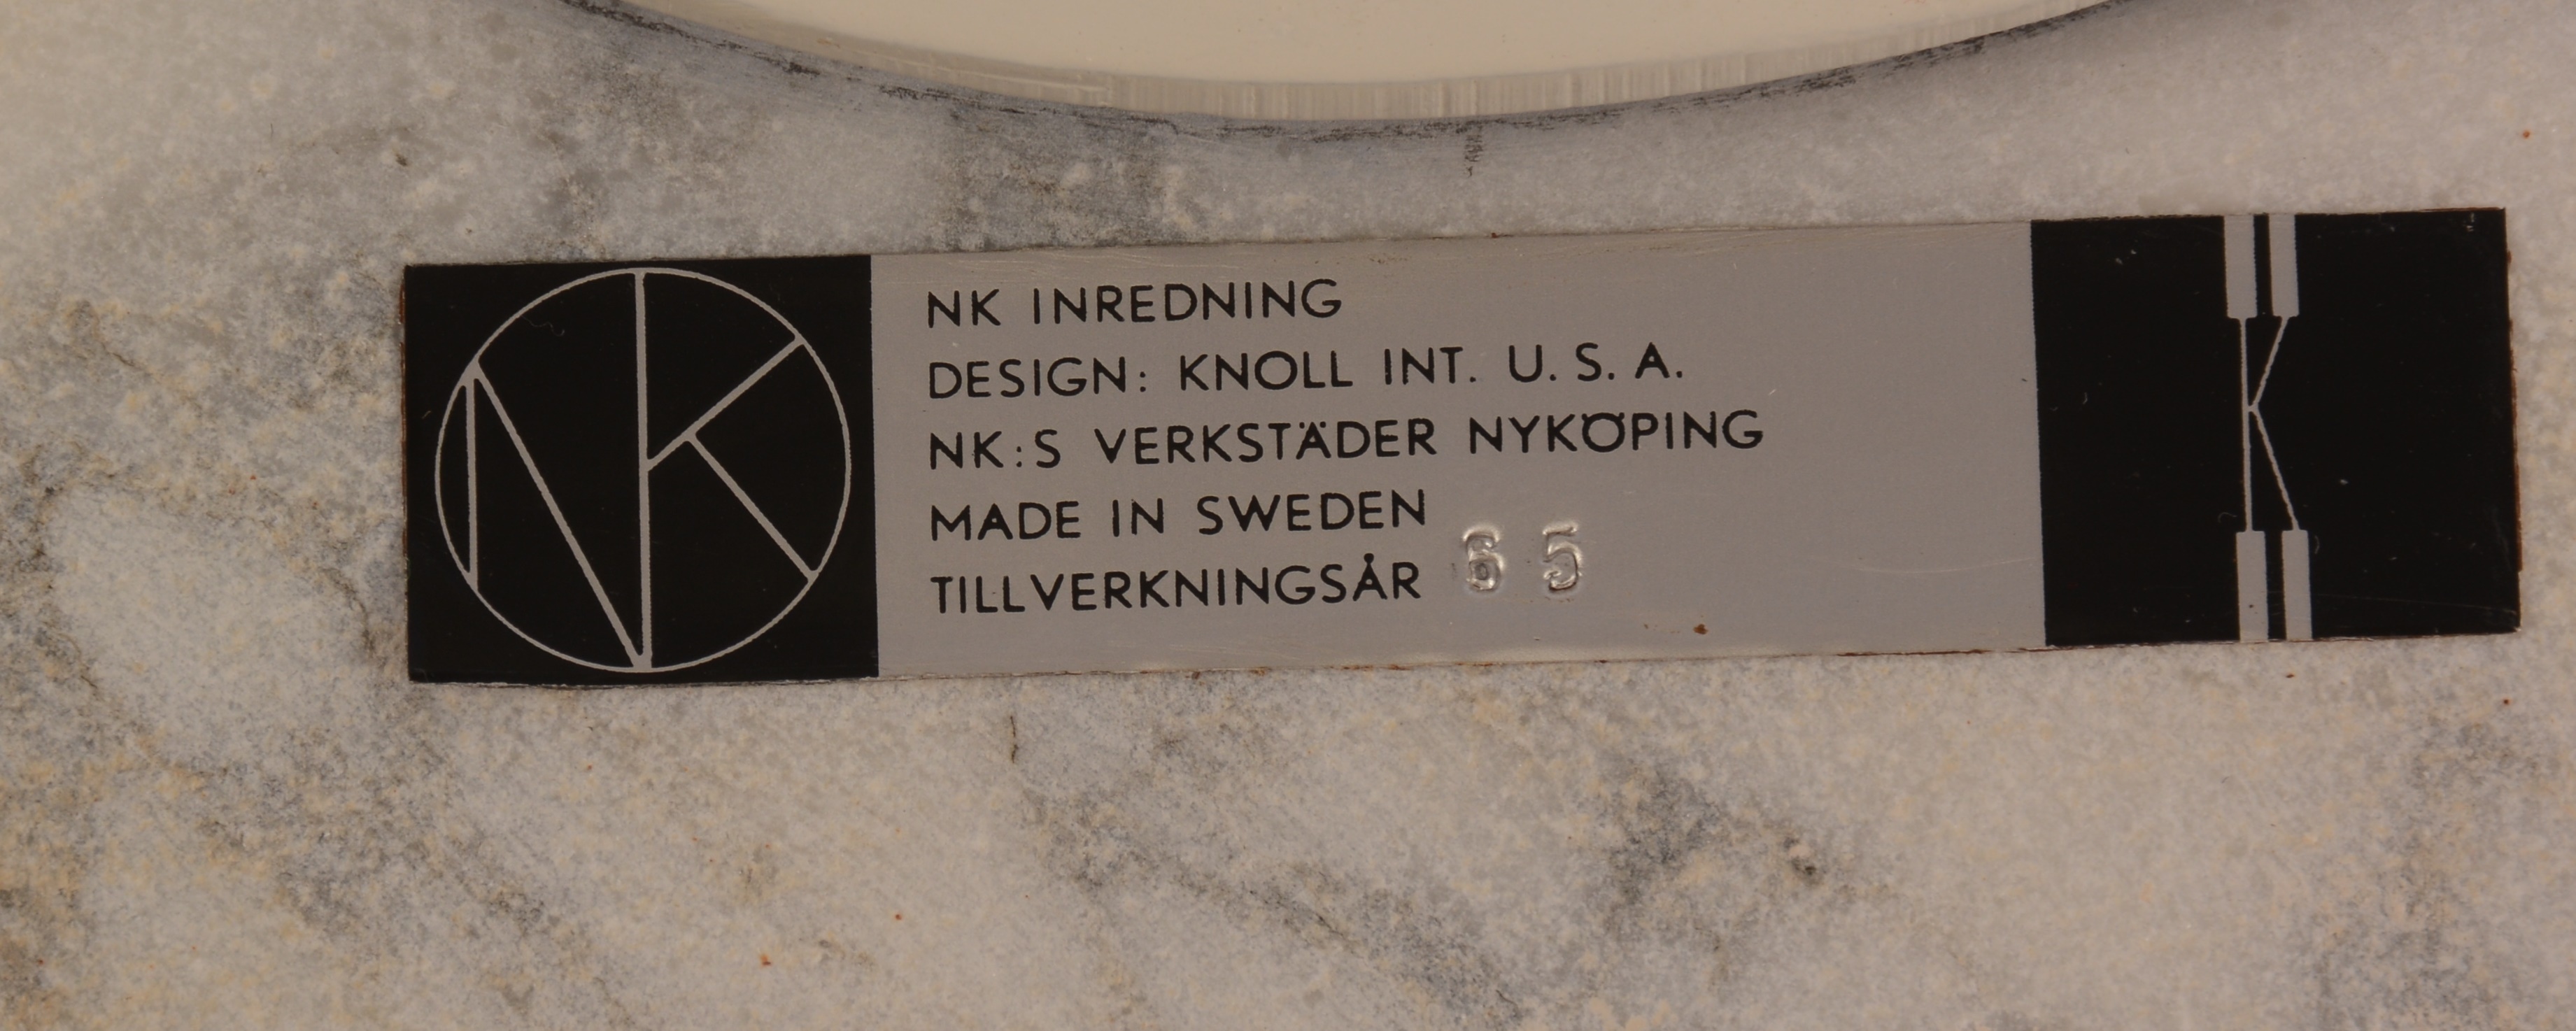 NK
NK INREDNING
DESIGN: KNOLL INT. U. S. A.
NK:S VERKSTÄDER NYKÖPING
MADE IN SWEDEN
TILLVERKNINGSÅR 65
K